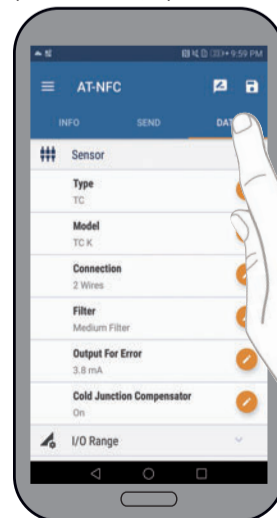 9:59 PM
AT-NFC
INFO SEND DAT
Sensor
Type
TC
Model
TC K
Connection
2 Wires
Filter
Medium Filter
Output For Error
3.8 mA
Cold Junction Compensator
On
I/O Range